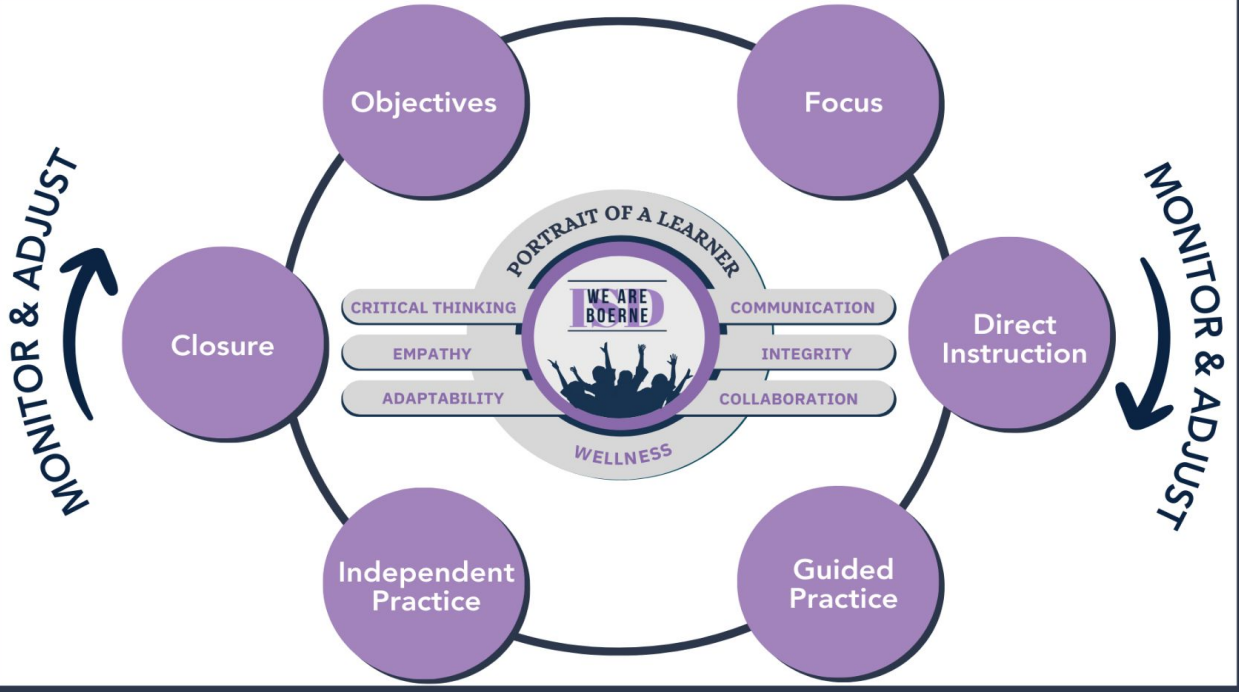 Objectives
Focus
MONITOR & ADJUST
MONITOR & ADJUST
PORTRAIT OF A LEARNER
ISD
WE ARE
BOERNE
CRITICAL THINKING
COMMUNICATION
EMPATHY
INTEGRITY
ADAPTABILITY
COLLABORATION
WELLNESS
Closure
Direct
Instruction
Independent
Practice
Guided
Practice